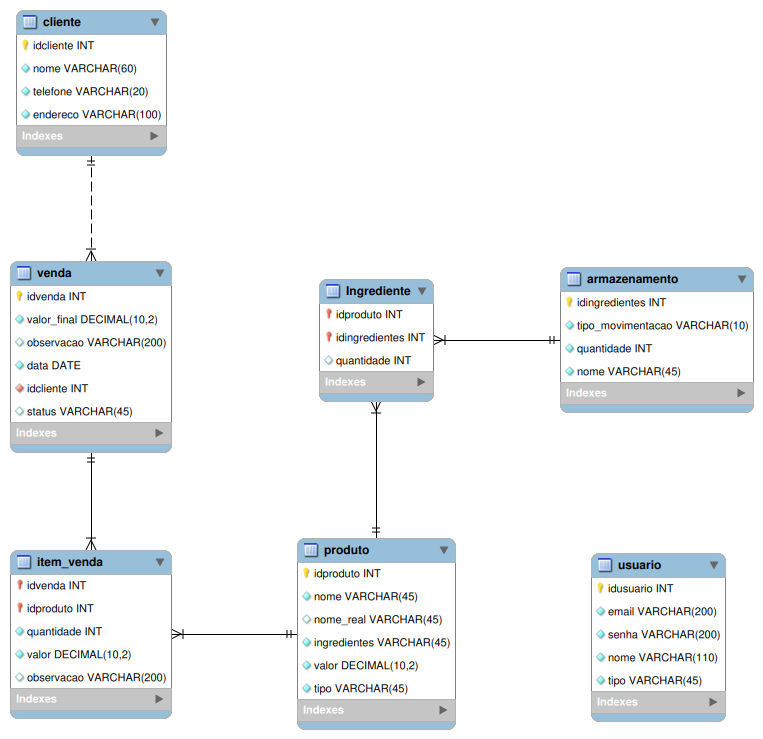 cliente
idcliente INT
nome VARCHAR(60)
telefone VARCHAR(20)
endereco VARCHAR(100)
Indexes
venda
idvenda INT
valor_final DECIMAL(10,2)
observacao VARCHAR(200)
data DATE
idcliente INT
status VARCHAR(45)
Indexes
Ingrediente
idproduto INT
idingredientes INT
quantidade INT
Indexes
armazenamento
idingredientes INT
tipo_movimentacao VARCHAR(10)
quantidade INT
nome VARCHAR(45)
Indexes
item_venda
idvenda INT
idproduto INT
quantidade INT
valor DECIMAL(10,2)
observacao VARCHAR(200)
Indexes
produto
idproduto INT
nome VARCHAR(45)
nome_real VARCHAR(45)
ingredientes VARCHAR(45)
valor DECIMAL(10,2)
tipo VARCHAR(45)
Indexes
usuario
idusuario INT
email VARCHAR(200)
senha VARCHAR(200)
nome VARCHAR(110)
tipo VARCHAR(45)
Indexes